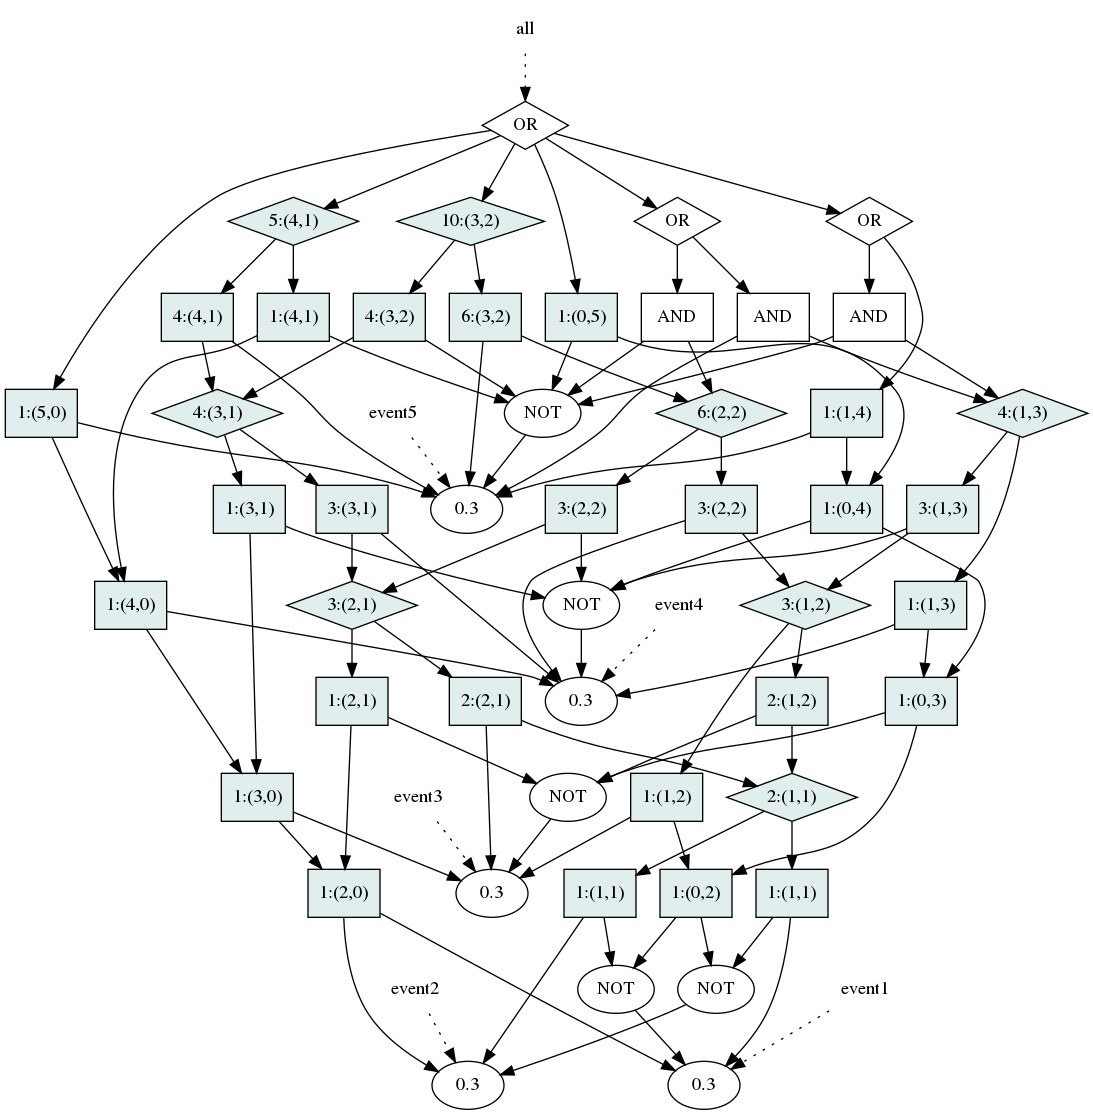 all
OR
5:(4,1) 10:(3,2) OR OR
4:(4,1) 1:(4,1) 4:(3,2) 6:(3,2) 1:(0,5) AND AND AND
1:(5,0) 4:(3,1) event5 NOT 6:(2,2) 1:(1,4) 4:(1,3)
1:(3,1) 3:(3,1) 0.3 3:(2,2) 3:(2,2) 1:(0,4) 3:(1,3)
1:(4,0) 3:(2,1) NOT event4 3:(1,2) 1:(1,3)
1:(2,1) 2:(2,1) 0.3 2:(1,2) 1:(0,3)
1:(3,0) event3 NOT 1:(1,2) 2:(1,1)
1:(2,0) 0.3 1:(1,1) 1:(0,2) 1:(1,1)
event2 NOT NOT event1
0.3 0.3